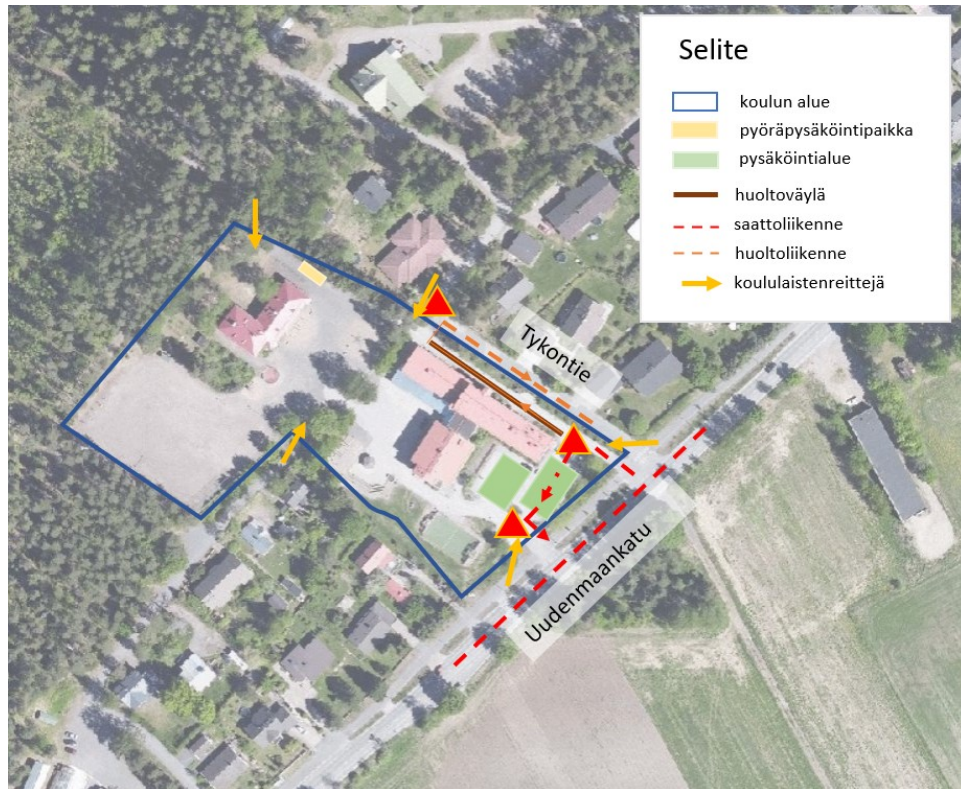 Selite
koulun alue
pyöräpysäköintipaikka
pysäköintialue
huoltoväylä
saattoliikenne
huoltoliikenne
koululaistenreittejä
Tykontie
Uudenmaankatu